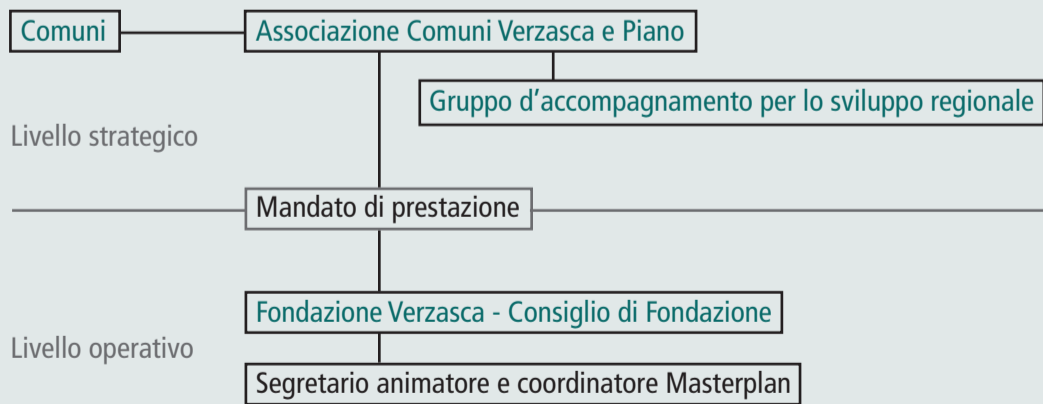 Comuni
Associazione Comuni Verzasca e Piano
Gruppo d’accompagnamento per lo sviluppo regionale
Livello strategico
Mandato di prestazione
Fondazione Verzasca - Consiglio di Fondazione
Livello operativo
Segretario animatore e coordinatore Masterplan